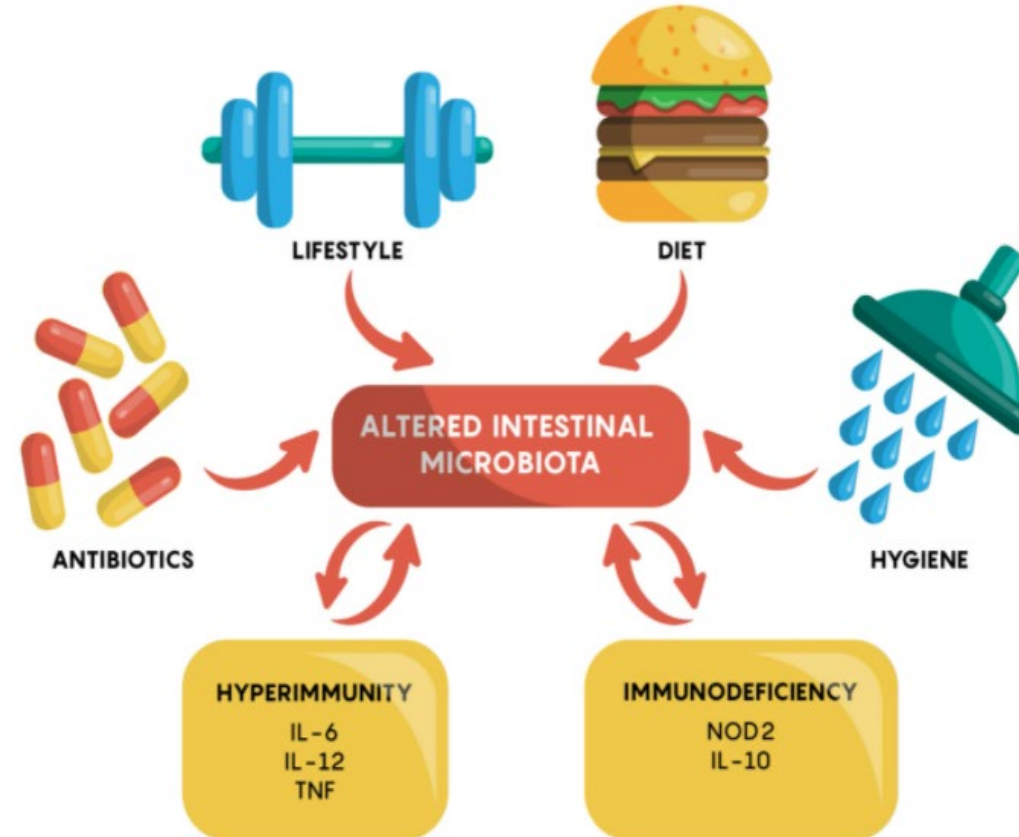 LIFESTYLE
DIET
ALTERED INTESTINAL
MICROBIOTA
ANTIBIOTICS
HYGIENE
HYPERIMMUNITY
IL-6
IL-12
TNF
IMMUNODEFICIENCY
NOD2
IL-10